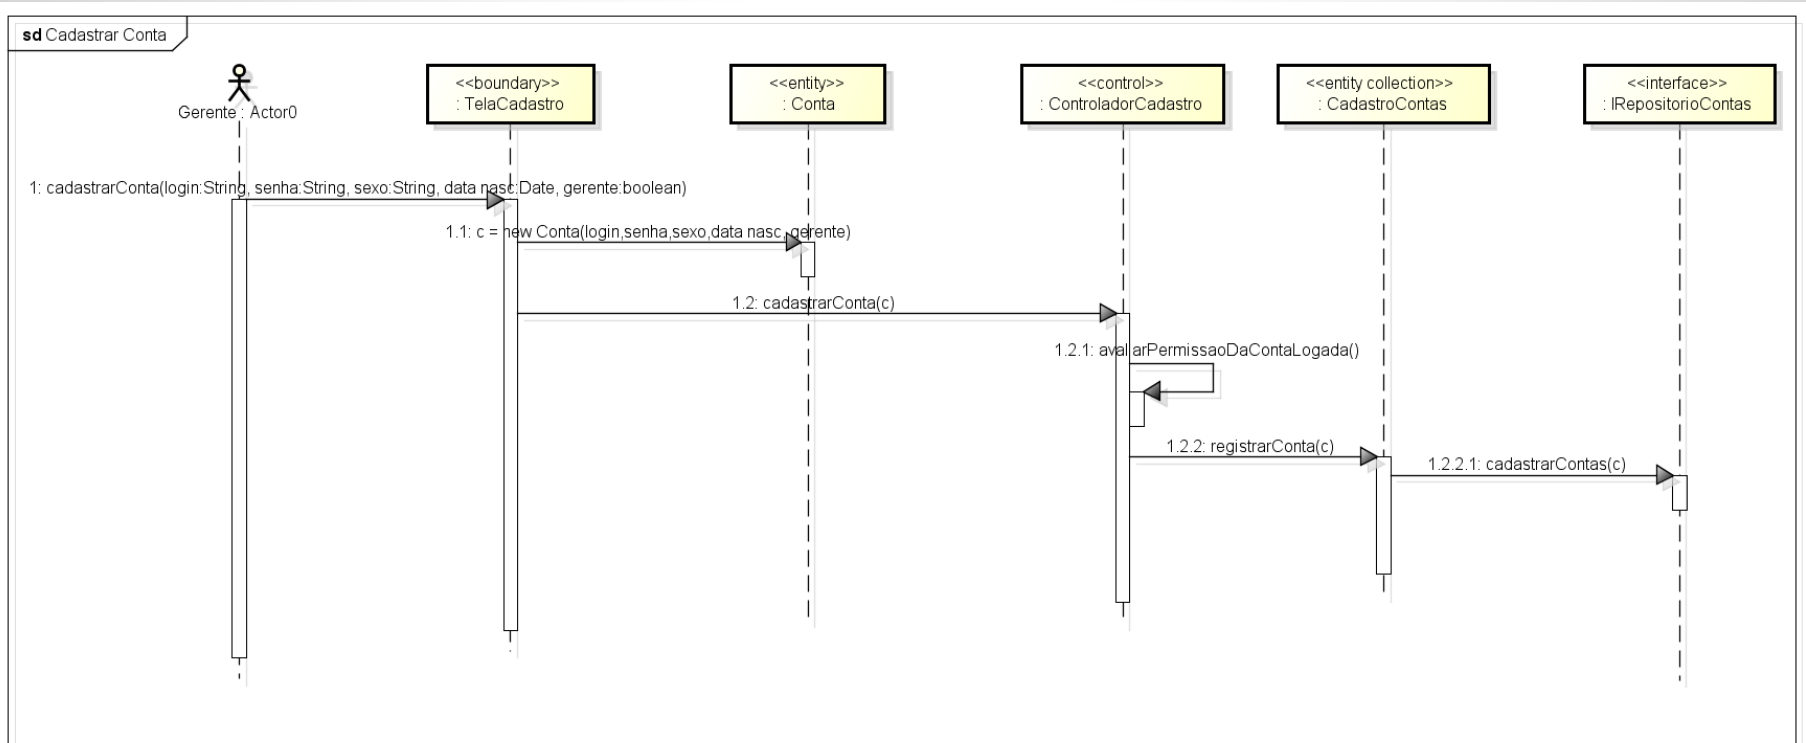 sd Cadastrar Conta
Gerente : Actor0
<<boundary>>
: TelaCadastro
<<entity>>
: Conta
<<control>>
: ControladorCadastro
<<entity collection>>
: CadastroContas
<<interface>>
: IRepositorioContas
1: cadastrarConta(login:String, senha:String, sexo:String, data nasc:Date, gerente:boolean)
1.1: c = new Conta(login,senha,sexo,data nasc, gerente)
1.2: cadastrarConta(c)
1.2.1: avaliarPermissaoDaContaLogada()
1.2.2: registrarConta(c)
1.2.2.1: cadastrarContas(c)